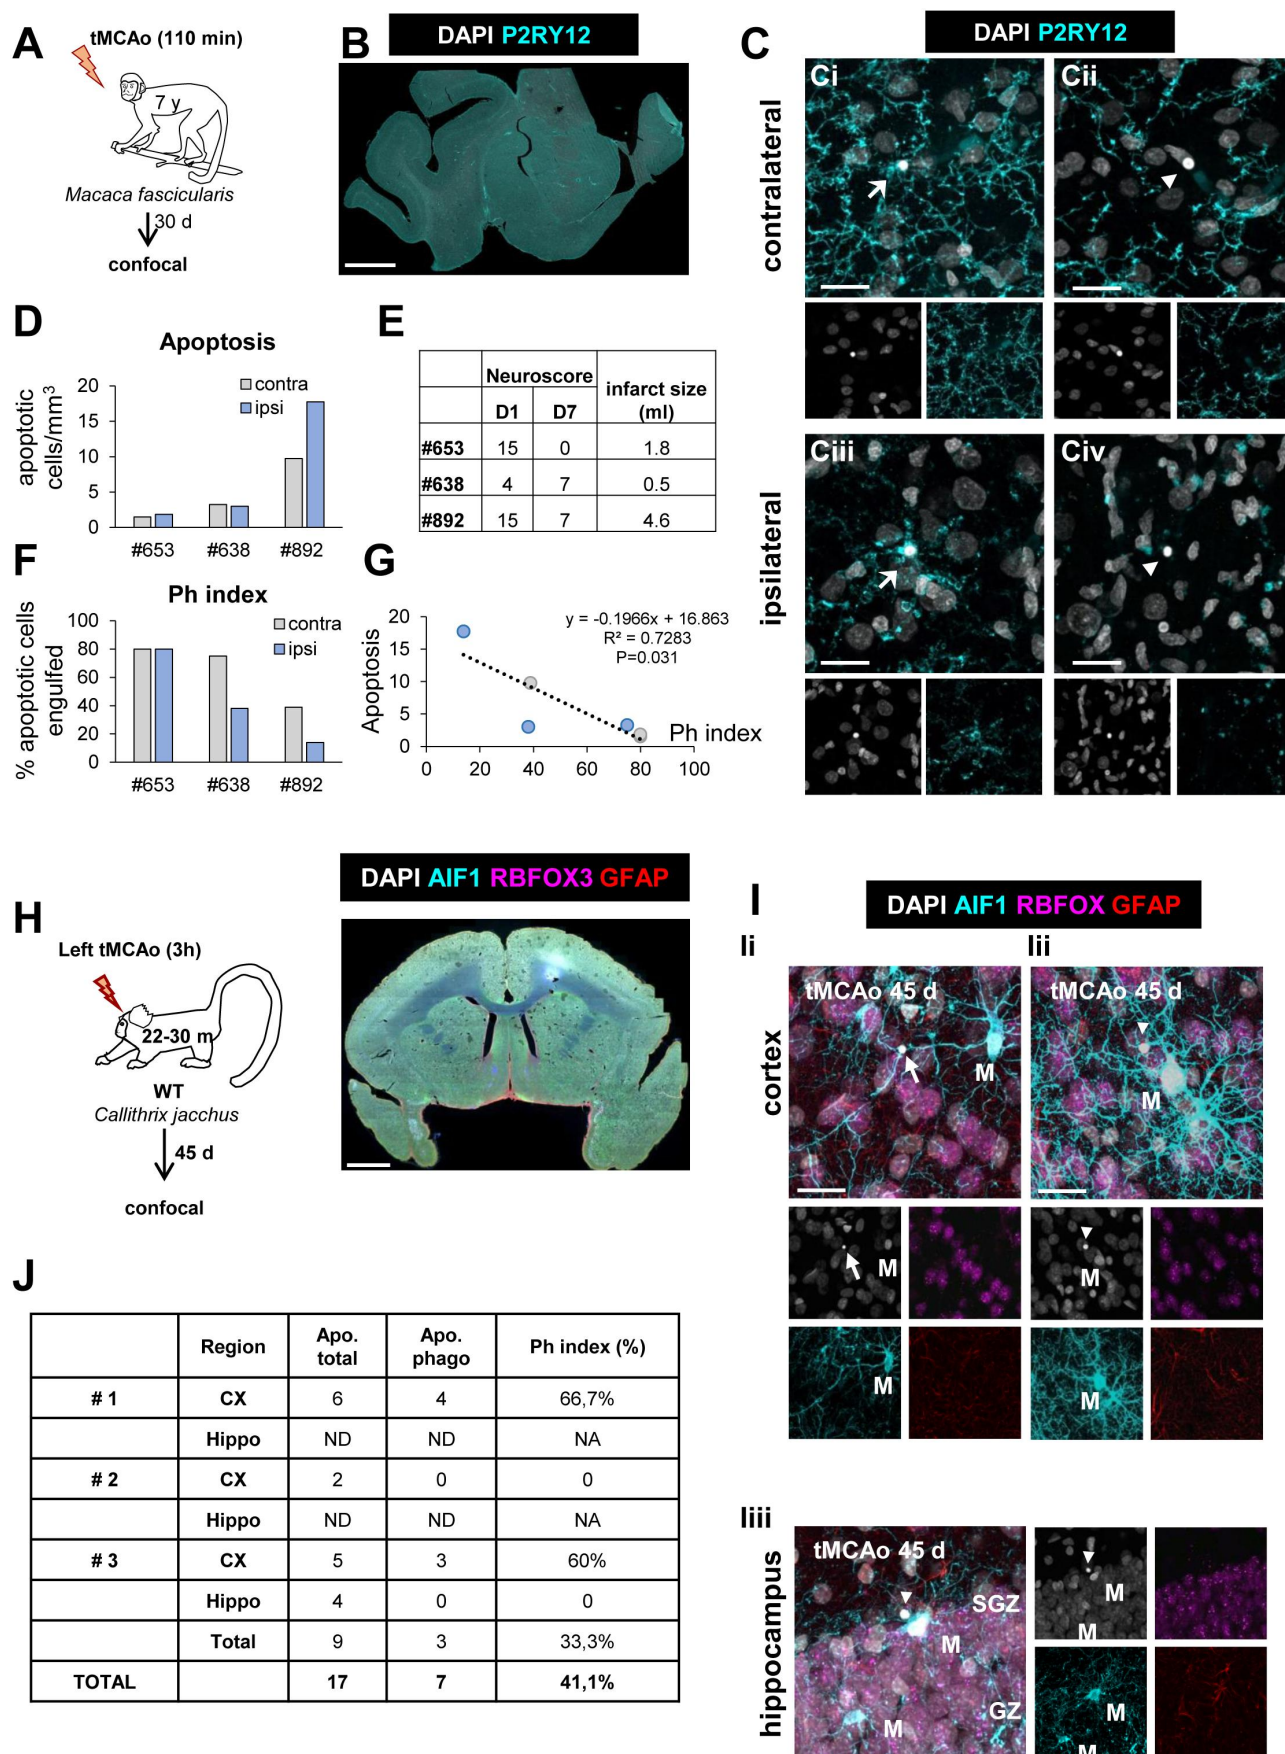 A
tMCAo (110 min)
7 y
Macaca fascicularis
30 d
confocal
B
DAPI P2RY12
C
DAPI P2RY12
contralateral
Ci
Cii
ipsilateral
Ciii
Civ
D
Apoptosis
apoptotic
cells/mm³
20
15
10
5
0
contra
ipsi
#653 #638 #892
E
Neuroscore infarct size
(ml)
D1 D7
#653 15 0 1.8
#638 4 7 0.5
#892 15 7 4.6
F
Ph index
% apoptotic cells
engulfed
100
80
60
40
20
0
contra
ipsi
#653 #638 #892
G
Apoptosis
20
15
10
5
0
y = -0.1966x + 16.863
R² = 0.7283
P=0.031
Ph index
0 20 40 60 80 100
H
Left tMCAo (3h)
22-30 m
WT
Callithrix jacchus
45 d
confocal
DAPI AIF1 RBFOX3 GFAP
I
DAPI AIF1 RBFOX GFAP
Ii
Iii
cortex
tMCAo 45 d
M
tMCAo 45 d
M
M
M
M
M
Iiii
hippocampus
tMCAo 45 d
SGZ
M
GZ
M
M
M
M
M
J
Region Apo. total Apo. phago Ph index (%)
# 1 CX 6 4 66,7%
Hippo ND ND NA
# 2 CX 2 0 0
Hippo ND ND NA
# 3 CX 5 3 60%
Hippo 4 0 0
Total 9 3 33,3%
TOTAL 17 7 41,1%